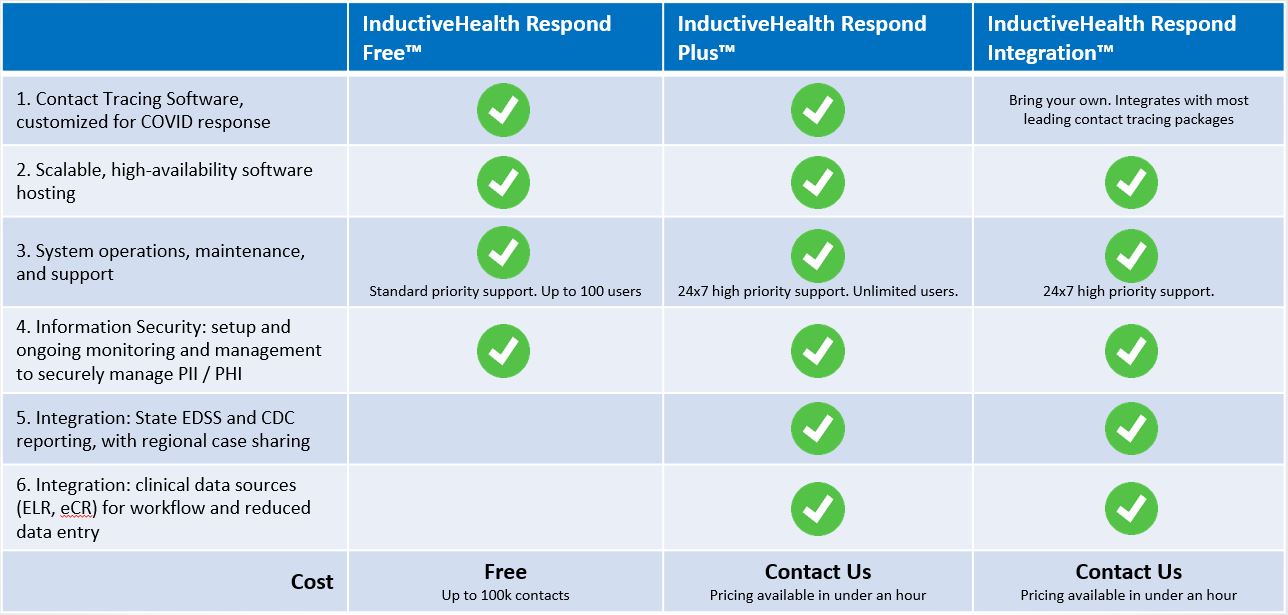 InductiveHealth Respond
Free™
InductiveHealth Respond
Plus™
InductiveHealth Respond
Integration™
1. Contact Tracing Software,
customized for COVID response
Bring your own. Integrates with most
leading contact tracing packages
2. Scalable, high-availability software
hosting
3. System operations, maintenance,
and support
Standard priority support. Up to 100 users
24x7 high priority support. Unlimited users.
24x7 high priority support.
4. Information Security: setup and
ongoing monitoring and management
to securely manage PII / PHI
5. Integration: State EDSS and CDC
reporting, with regional case sharing
6. Integration: clinical data sources
(ELR, eCR) for workflow and reduced
data entry
Cost
Free
Up to 100k contacts
Contact Us
Pricing available in under an hour
Contact Us
Pricing available in under an hour